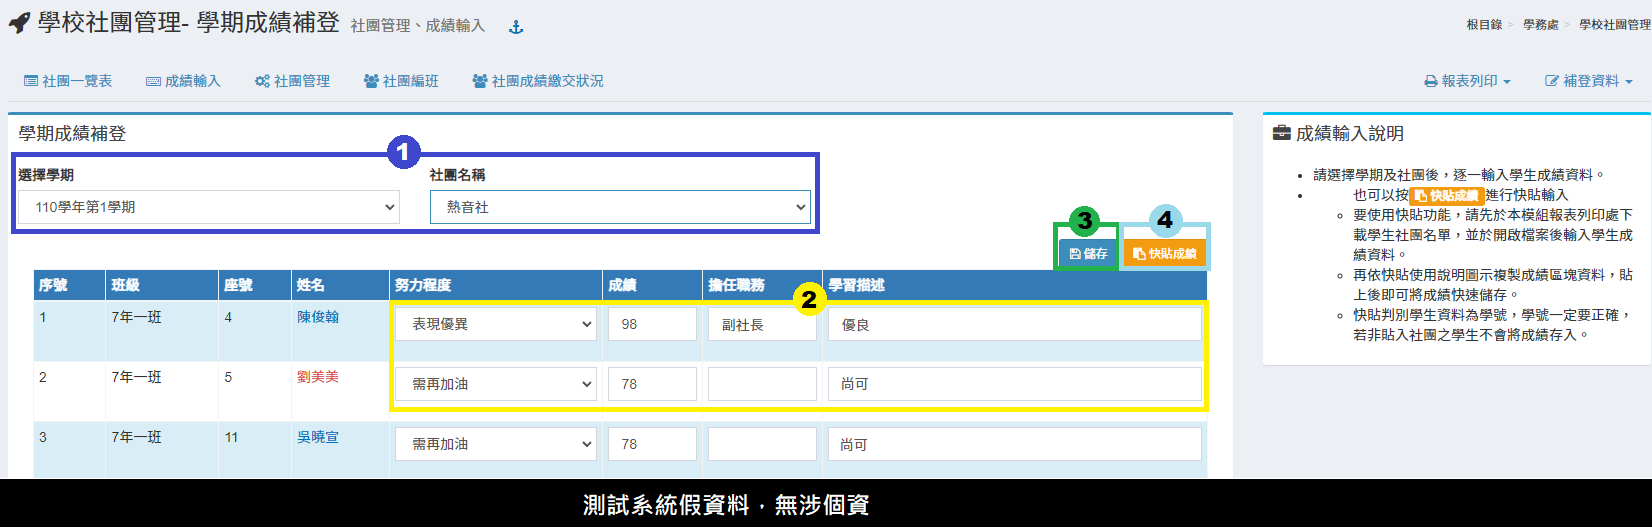 學校社團管理- 學期成績補登 社團管理、成績輸入
根目錄 > 學務處 > 學校社團管理
社團一覽表 成績輸入 社團管理 社團編班 社團成績繳交狀況 報表列印 補登資料
學期成績補登
1
選擇學期 社團名稱
110學年第1學期 熱音社
3 4
儲存 快貼成績
序號 班級 座號 姓名 努力程度 成績 擔任職務 學習描述
2
1 7年一班 4 陳俊翰 表現優異 98 副社長 優良
2 7年一班 5 劉美美 需再加油 78 尚可
3 7年一班 11 吳曉宣 需再加油 78 尚可
成績輸入說明
請選擇學期及社團後，逐一輸入學生成績資料。
也可以按 快貼成績 進行快貼輸入
要使用快貼功能，請先於本模組報表列印處下
載學生社團名單，並於開啟檔案後輸入學生成
績資料。
再依快貼使用說明圖示複製成績區塊資料，貼
上後即可將成績快速儲存。
快貼判別學生資料為學號，學號一定要正確，
若非貼入社團之學生不會將成績存入。
測試系統假資料，無涉個資